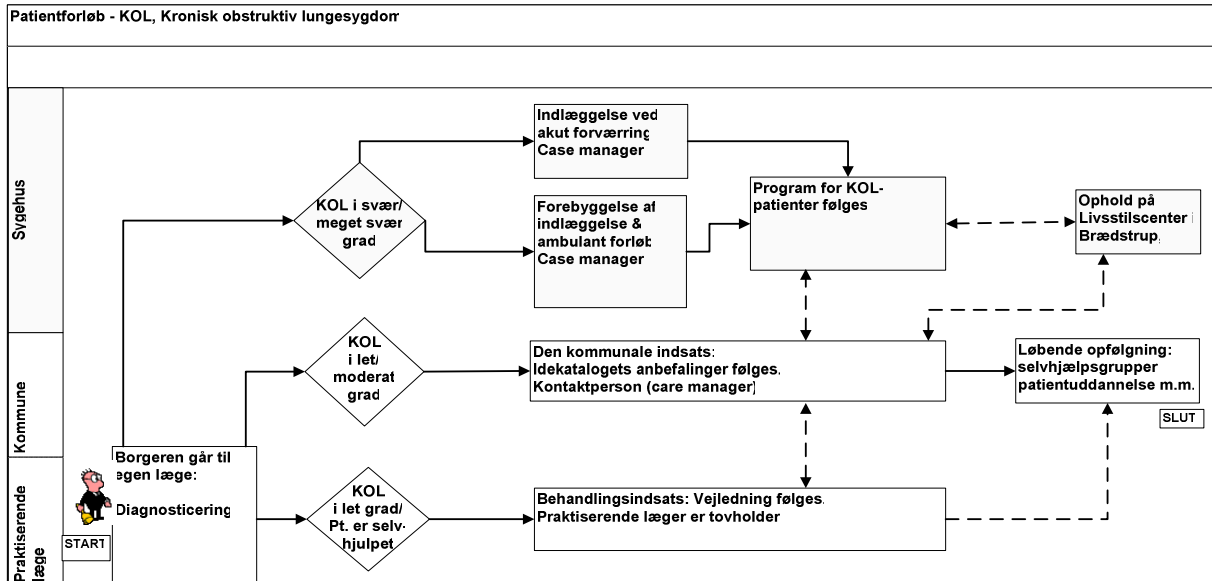 Patientforløb - KOL, Kronisk obstruktiv lungesygdom
Sygehus
KOL i svær/
meget svær
grad
Indlæggelse ved
akut forværring
Case manager
Forebyggelse af
indlæggelse &
ambulant forløb
Case manager
Program for KOL-
patienter følges
Ophold på
Livsstilscenter i
Brædstrup,
Kommune
KOL
i let/
moderat
grad
Den kommunale indsats:
Idekatalogets anbefalinger følges.
Kontaktperson (care manager)
Løbende opfølgning:
selvhjælpsgrupper
patientuddannelse m.m.
SLUT
Praktiserende
læge
START
Borgeren går til
egen læge:
Diagnosticering
KOL
i let grad/
Pt. er selv-
hjulpet
Behandlingsindsats: Vejledning følges.
Praktiserende læger er tovholder